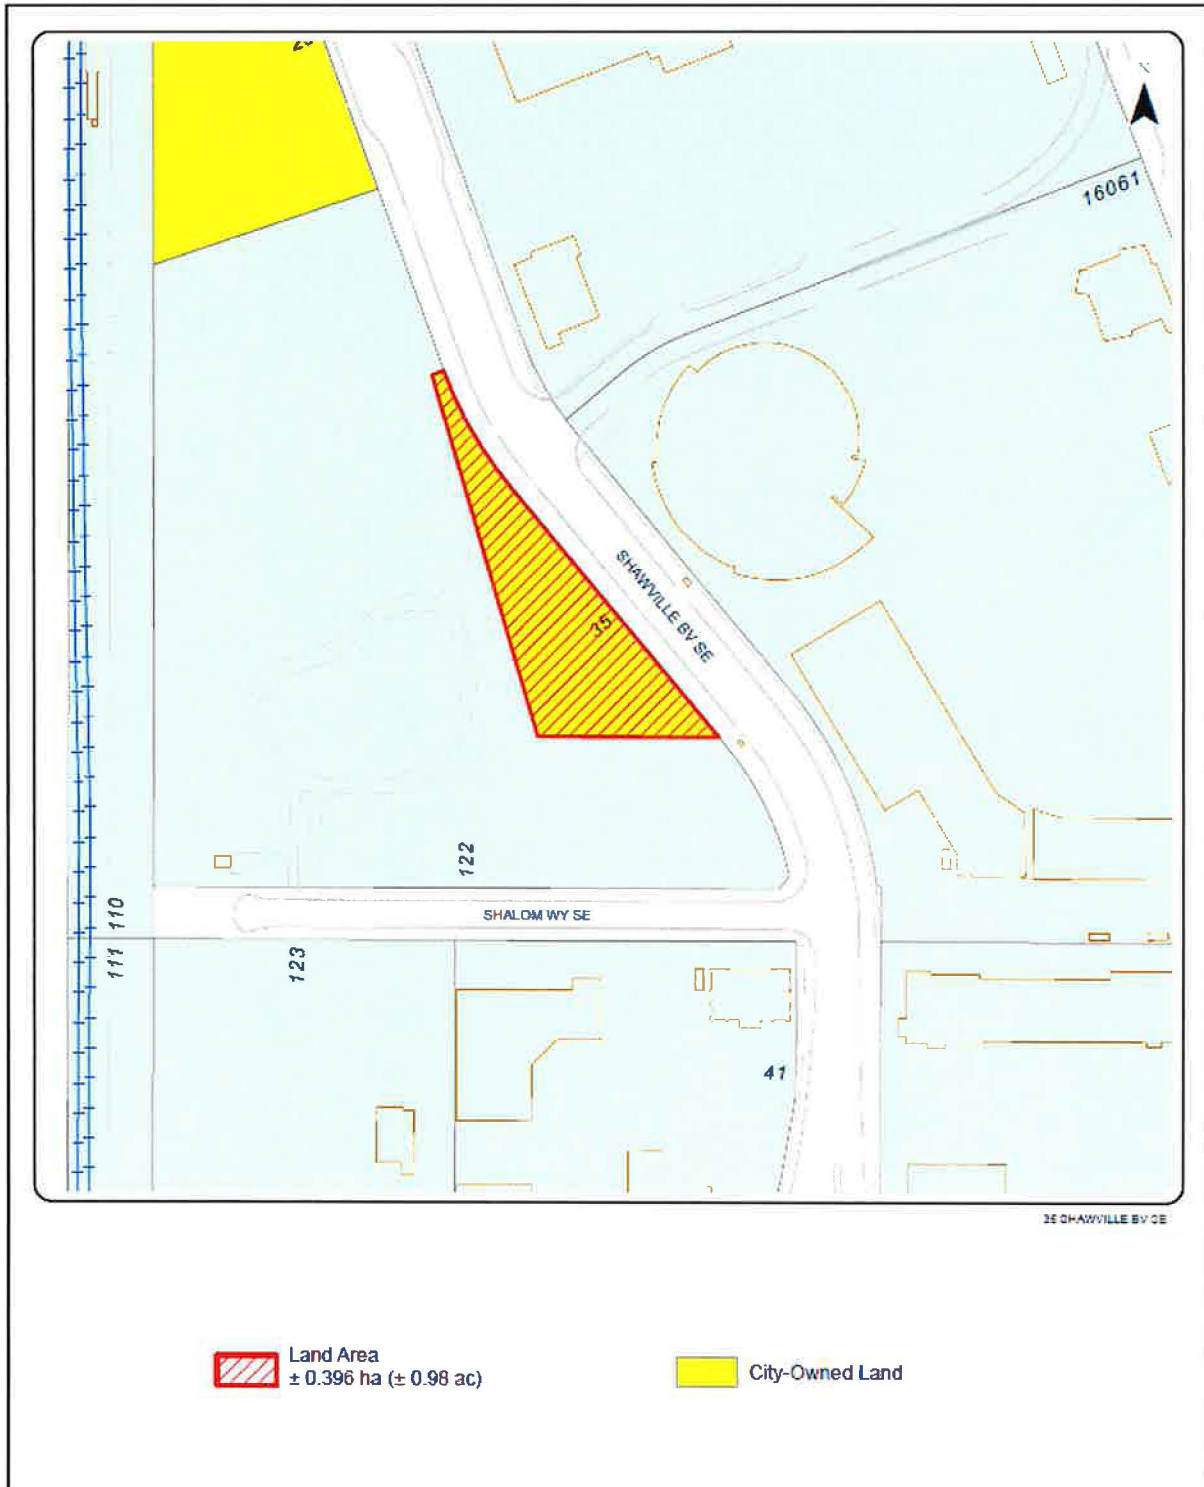 N
16061
SHAWVILLE BV SE
35
122
SHALOM WY SE
110
111
123
41
35 SHAWVILLE BV SE
Land Area
± 0.396 ha (± 0.98 ac)
City-Owned Land